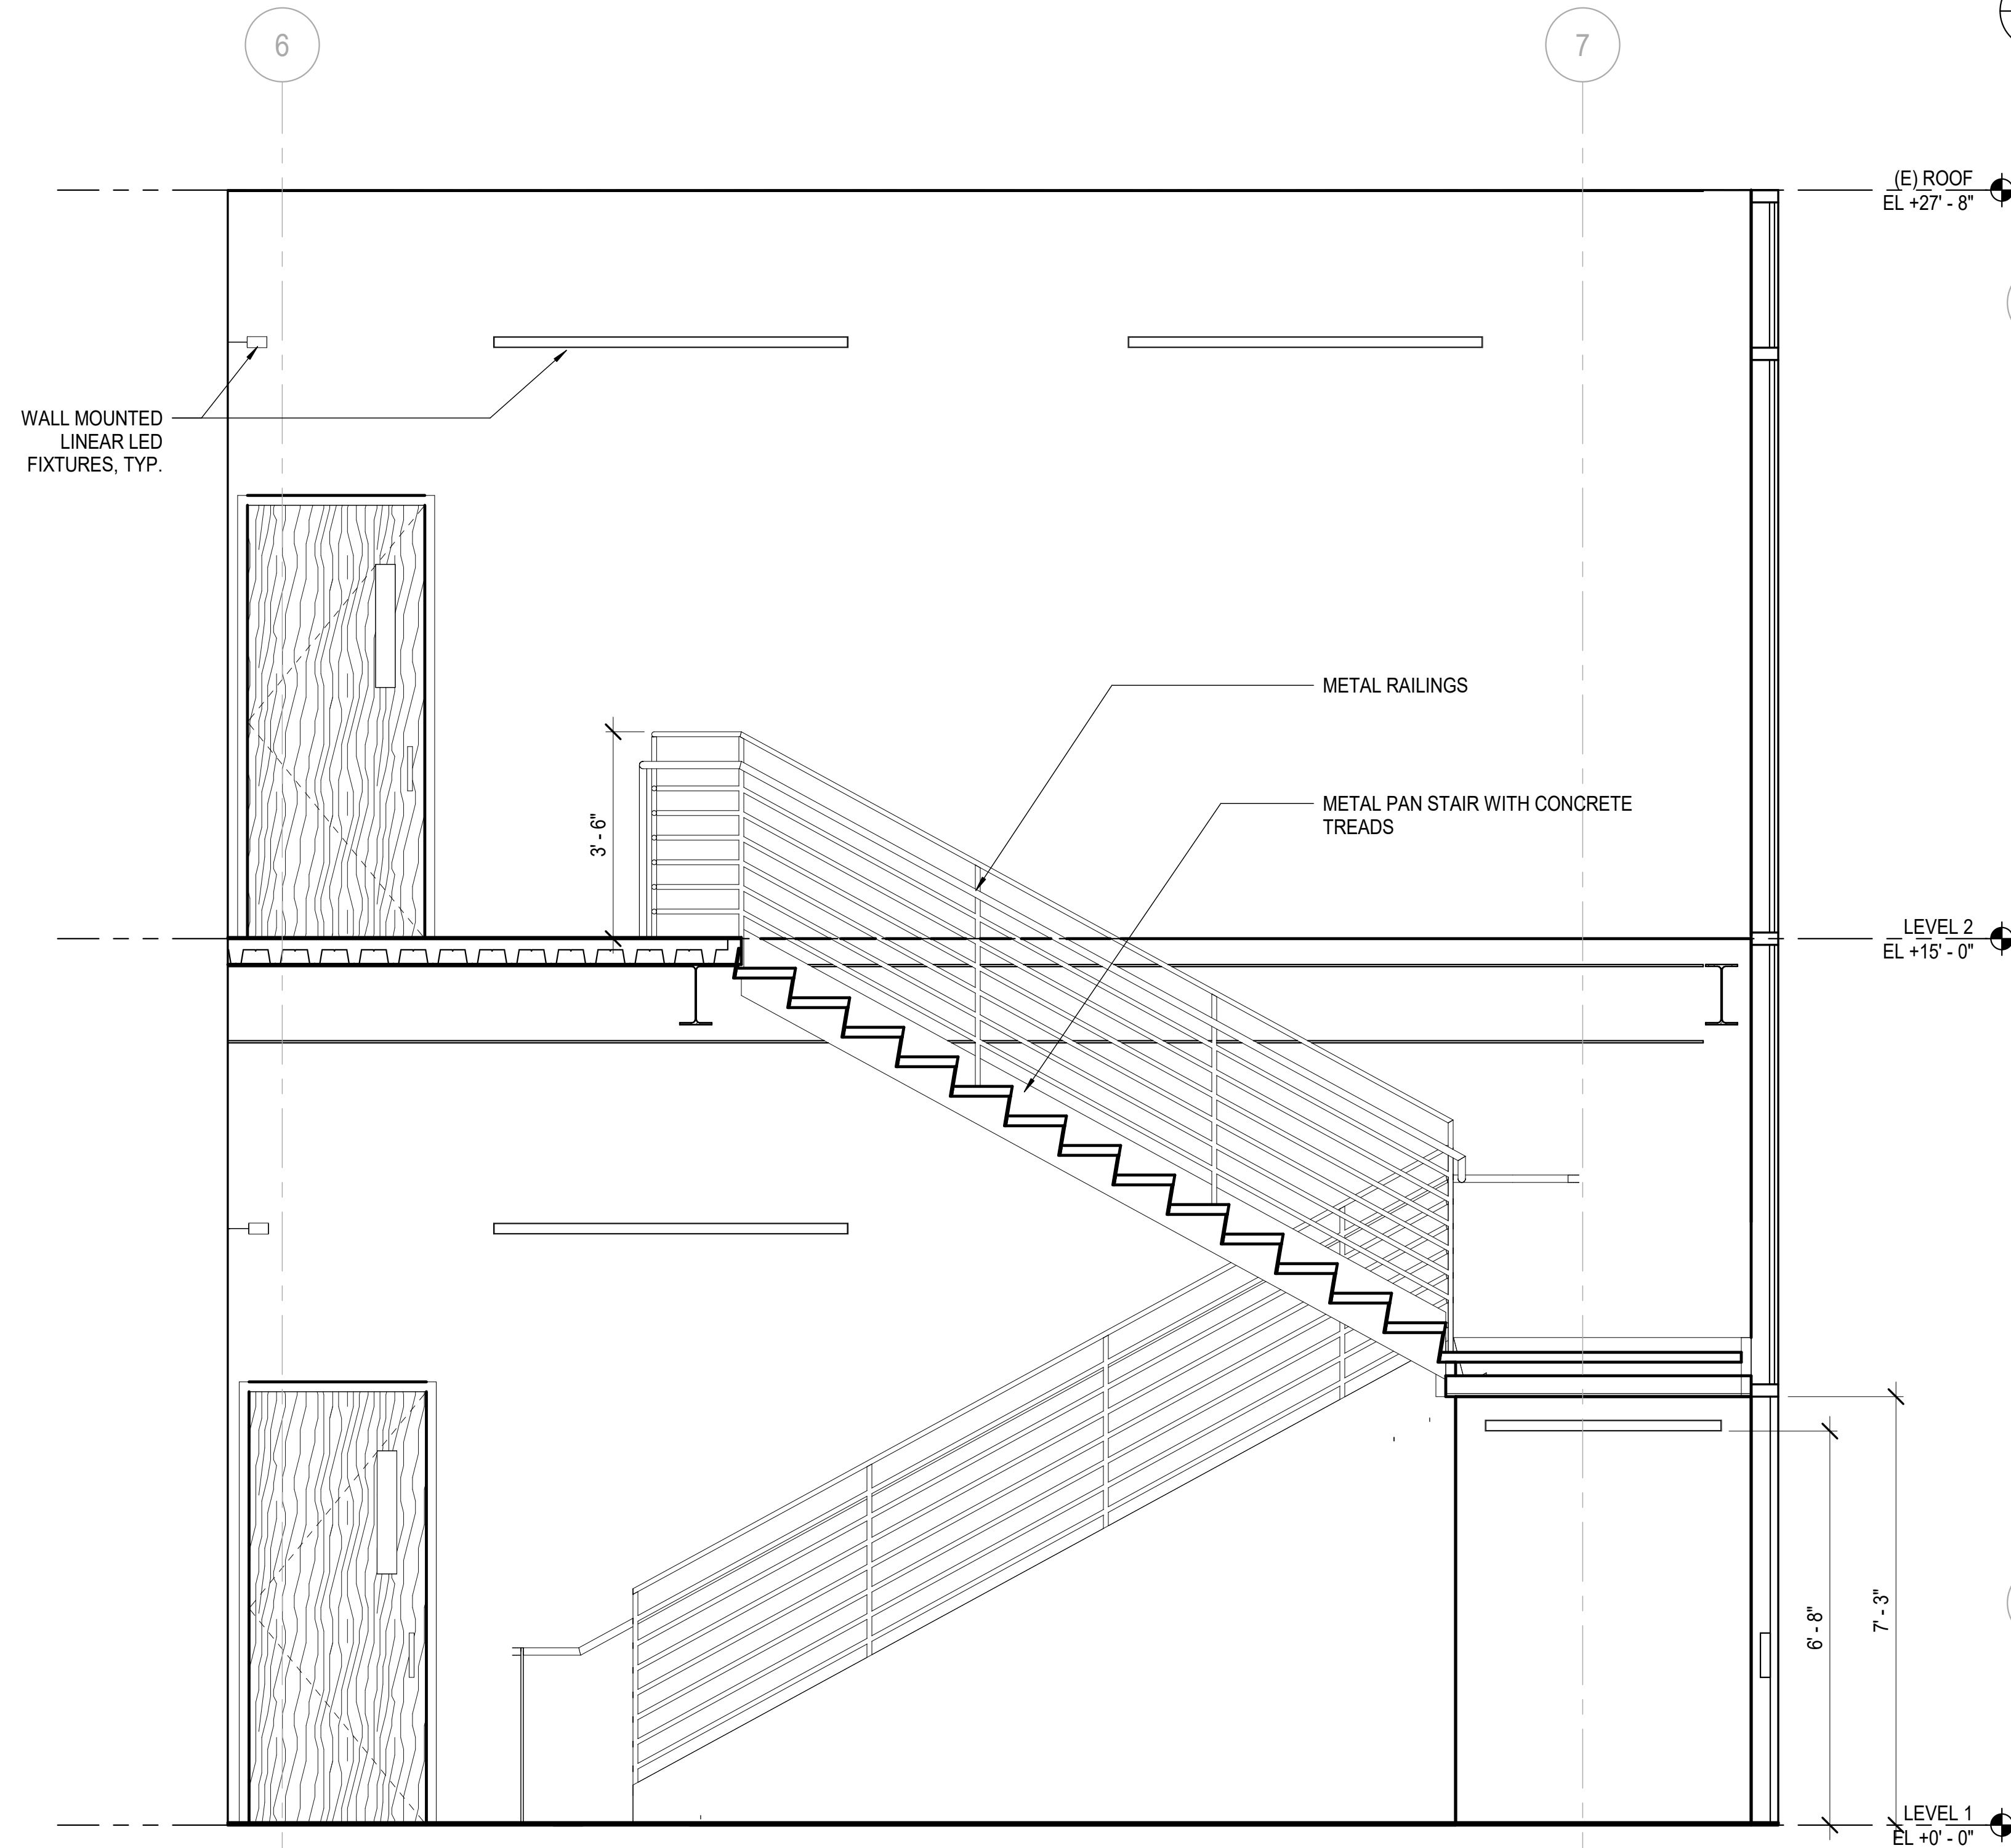 6
7
(E) ROOF
EL +27' - 8"
WALL MOUNTED
LINEAR LED
FIXTURES, TYP.
METAL RAILINGS
METAL PAN STAIR WITH CONCRETE
TREADS
3' - 6"
LEVEL 2
EL +15' - 0"
6' - 8"
7' - 3"
LEVEL 1
EL +0' - 0"